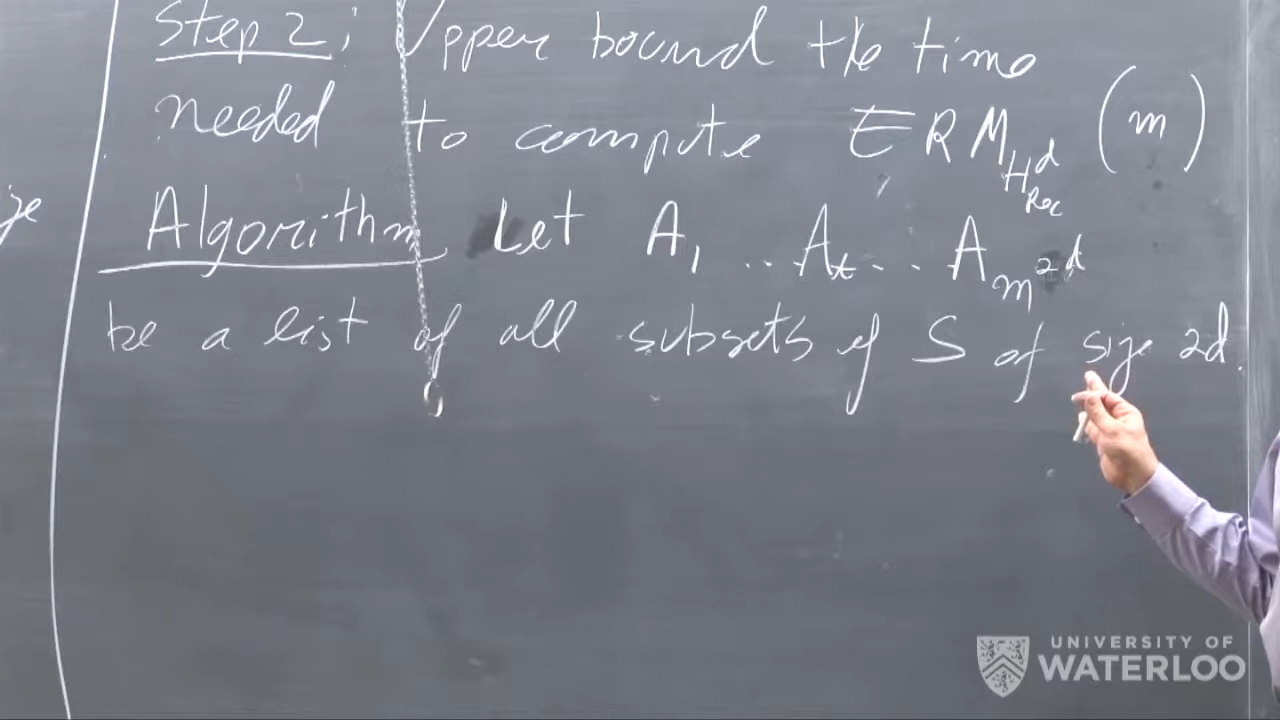 Step 2: Upper bound the time
needed to compute ERM_{H^d_{Rec}} (m)
Algorithm Let A_1 .. A_t .. A_{m^{2d}}
be a list of all subsets of S of size 2d.
UNIVERSITY OF
WATERLOO